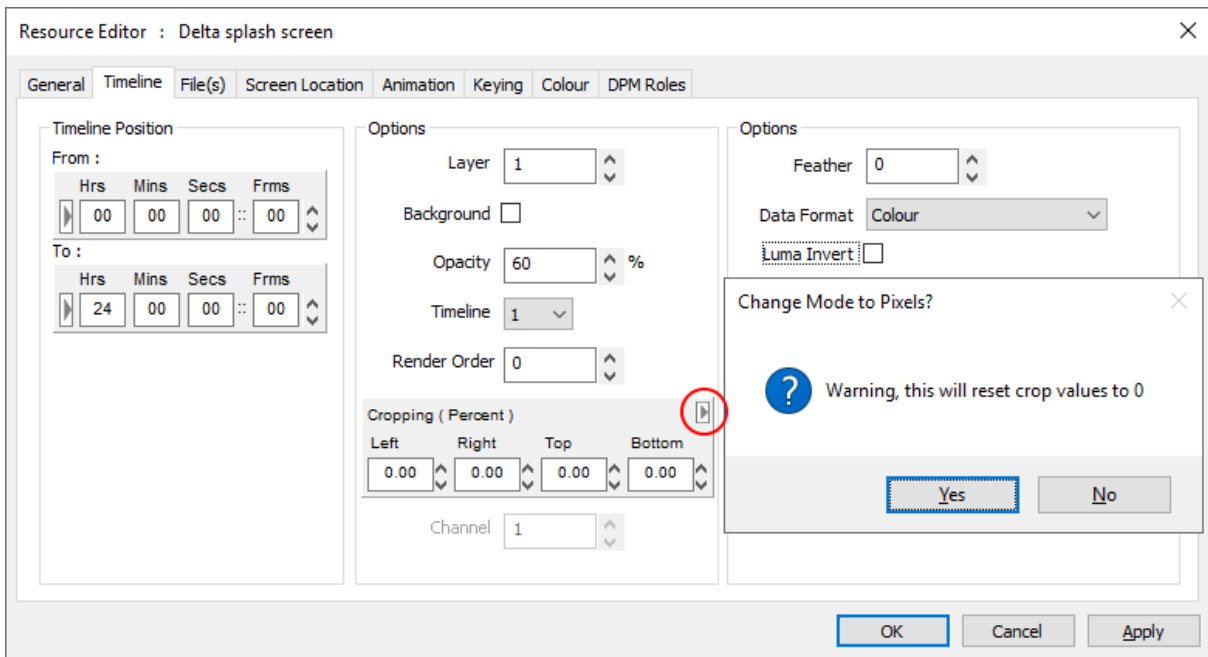 Resource Editor : Delta splash screen
General Timeline File(s) Screen Location Animation Keying Colour DPM Roles
Timeline Position
From :
Hrs Mins Secs Frms
00 00 00 :: 00
To :
Hrs Mins Secs Frms
24 00 00 :: 00
Options
Layer 1
Background
Opacity 60 %
Timeline 1
Render Order 0
Cropping ( Percent )
Left Right Top Bottom
0.00 0.00 0.00 0.00
Channel 1
Options
Feather 0
Data Format Colour
Luma Invert
Change Mode to Pixels?
? Warning, this will reset crop values to 0
Yes No
OK Cancel Apply